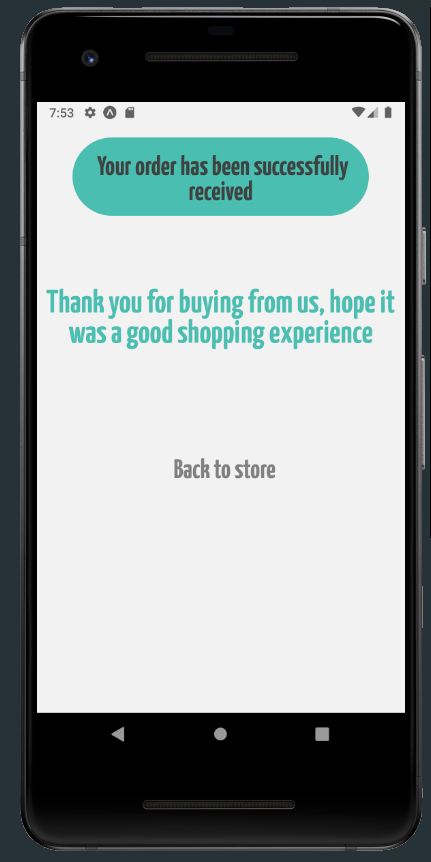 7:53
Your order has been successfully
received
Thank you for buying from us, hope it
was a good shopping experience
Back to store